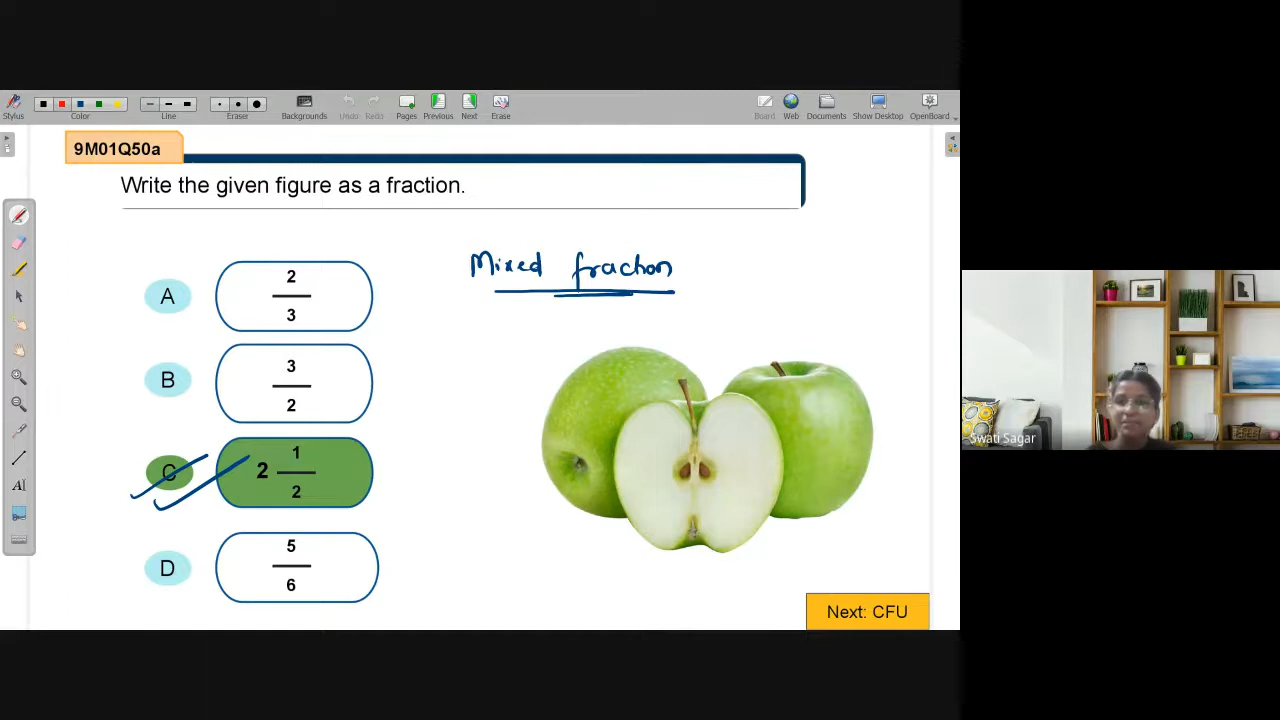 Stylus
Color
Line
Eraser
Backgrounds
Undo
Redo
Pages
Previous
Next
Erase
Board
Web
Documents
Show Desktop
OpenBoard
9M01Q50a
Write the given figure as a fraction.
Mixed fraction
A
2
3
B
3
2
C
2 1
2
D
5
6
AI
Next: CFU
Swati Sagar